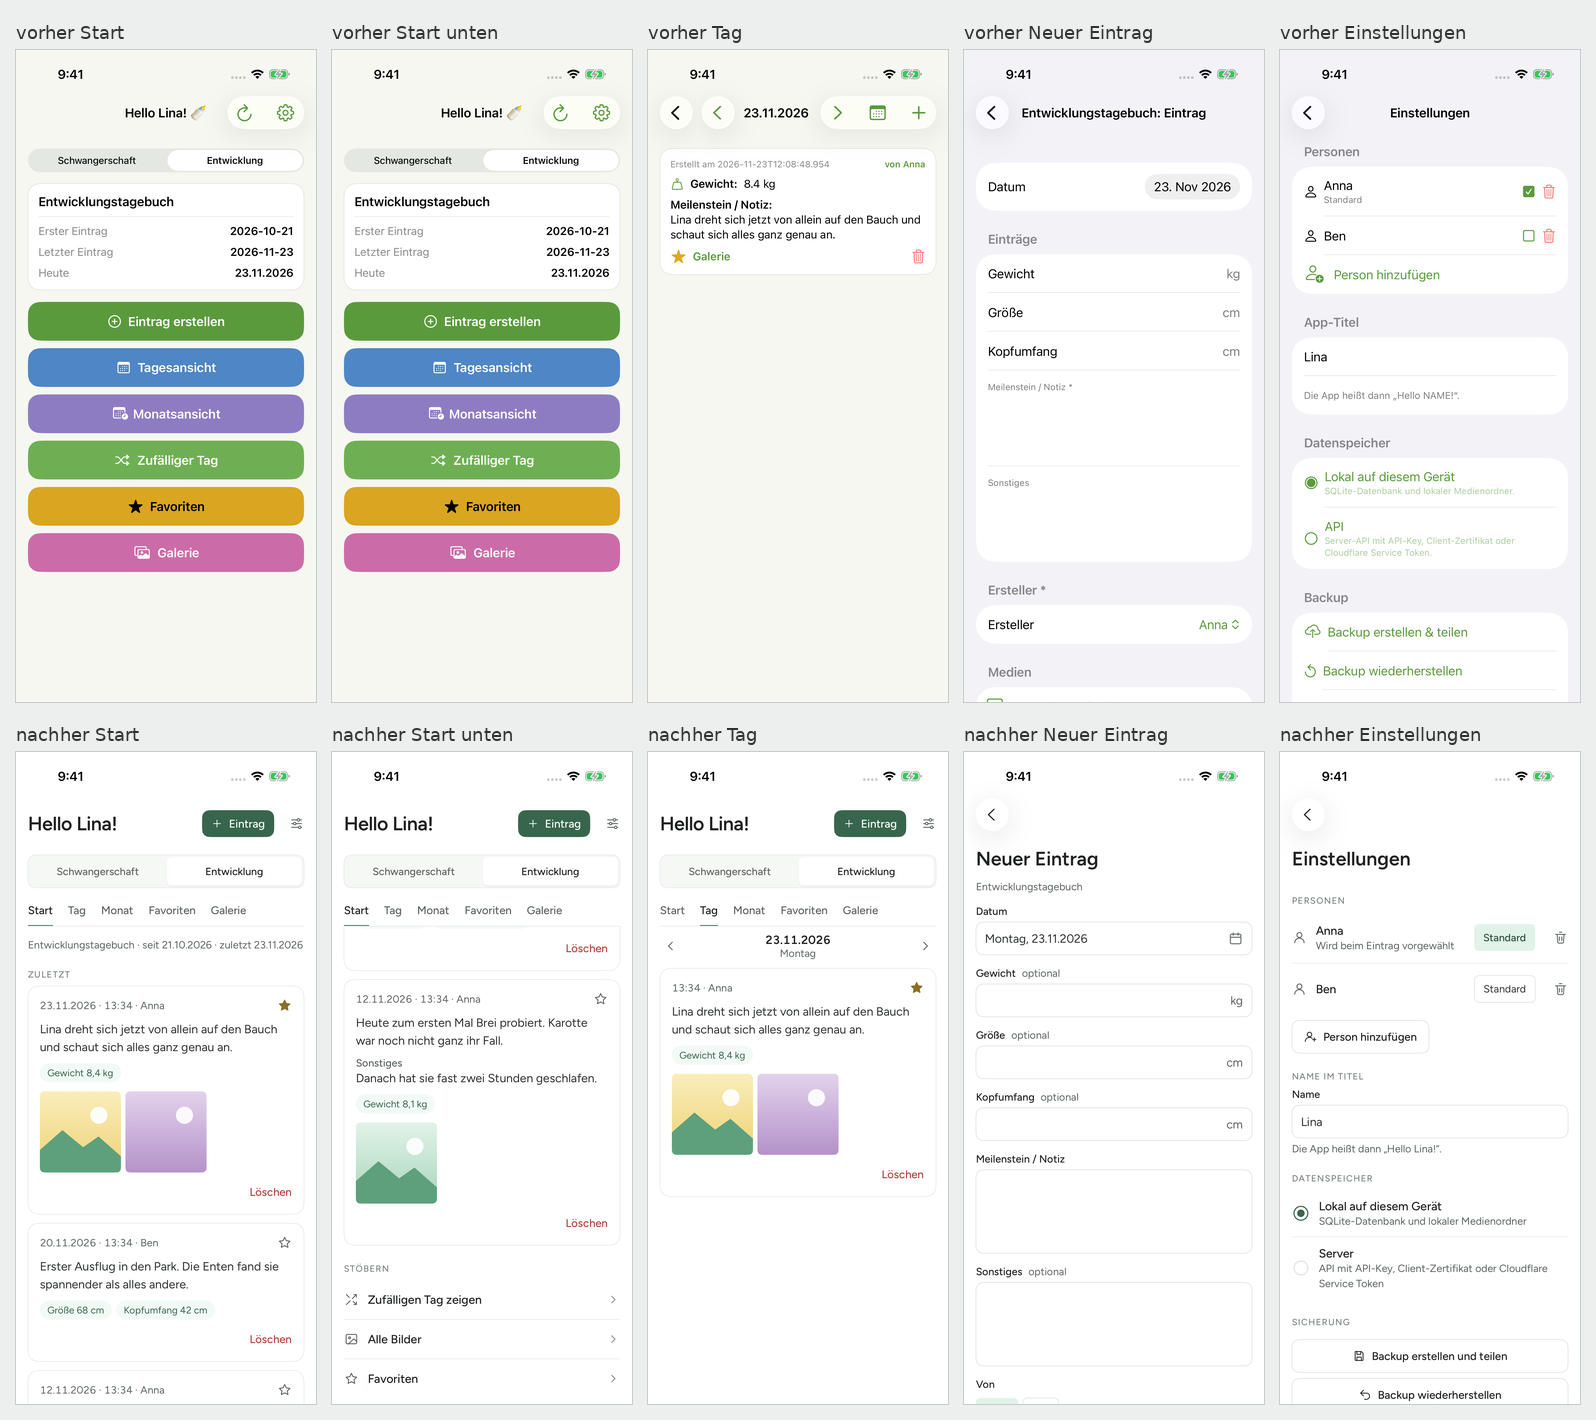 vorher Start
9:41
Hello Lina! 🍼
Schwangerschaft Entwicklung
Entwicklungstagebuch
Erster Eintrag 2026-10-21
Letzter Eintrag 2026-11-23
Heute 23.11.2026
Eintrag erstellen
Tagesansicht
Monatsansicht
Zufälliger Tag
Favoriten
Galerie
vorher Start unten
9:41
Hello Lina! 🍼
Schwangerschaft Entwicklung
Entwicklungstagebuch
Erster Eintrag 2026-10-21
Letzter Eintrag 2026-11-23
Heute 23.11.2026
Eintrag erstellen
Tagesansicht
Monatsansicht
Zufälliger Tag
Favoriten
Galerie
vorher Tag
9:41
23.11.2026
Erstellt am 2026-11-23T12:08:48.954 von Anna
Gewicht: 8.4 kg
Meilenstein / Notiz:
Lina dreht sich jetzt von allein auf den Bauch und
schaut sich alles ganz genau an.
Galerie
vorher Neuer Eintrag
9:41
Entwicklungstagebuch: Eintrag
Datum 23. Nov 2026
Einträge
Gewicht kg
Größe cm
Kopfumfang cm
Meilenstein / Notiz *
Sonstiges
Ersteller *
Ersteller Anna
Medien
vorher Einstellungen
9:41
Einstellungen
Personen
Anna
Standard
Ben
Person hinzufügen
App-Titel
Lina
Die App heißt dann „Hello NAME!“.
Datenspeicher
Lokal auf diesem Gerät
SQLite-Datenbank und lokaler Medienordner.
API
Server-API mit API-Key, Client-Zertifikat oder
Cloudflare Service Token.
Backup
Backup erstellen & teilen
Backup wiederherstellen
nachher Start
9:41
Hello Lina! + Eintrag
Schwangerschaft Entwicklung
Start Tag Monat Favoriten Galerie
Entwicklungstagebuch · seit 21.10.2026 · zuletzt 23.11.2026
ZULETZT
23.11.2026 · 13:34 · Anna
Lina dreht sich jetzt von allein auf den Bauch
und schaut sich alles ganz genau an.
Gewicht 8,4 kg
Löschen
20.11.2026 · 13:34 · Ben
Erster Ausflug in den Park. Die Enten fand sie
spannender als alles andere.
Größe 68 cm Kopfumfang 42 cm
Löschen
12.11.2026 · 13:34 · Anna
nachher Start unten
9:41
Hello Lina! + Eintrag
Schwangerschaft Entwicklung
Start Tag Monat Favoriten Galerie
Löschen
12.11.2026 · 13:34 · Anna
Heute zum ersten Mal Brei probiert. Karotte
war noch nicht ganz ihr Fall.
Sonstiges
Danach hat sie fast zwei Stunden geschlafen.
Gewicht 8,1 kg
Löschen
STÖBERN
Zufälligen Tag zeigen
Alle Bilder
Favoriten
nachher Tag
9:41
Hello Lina! + Eintrag
Schwangerschaft Entwicklung
Start Tag Monat Favoriten Galerie
23.11.2026
Montag
13:34 · Anna
Lina dreht sich jetzt von allein auf den Bauch
und schaut sich alles ganz genau an.
Gewicht 8,4 kg
Löschen
nachher Neuer Eintrag
9:41
Neuer Eintrag
Entwicklungstagebuch
Datum
Montag, 23.11.2026
Gewicht optional
kg
Größe optional
cm
Kopfumfang optional
cm
Meilenstein / Notiz
Sonstiges optional
Von
nachher Einstellungen
9:41
Einstellungen
PERSONEN
Anna
Wird beim Eintrag vorgewählt Standard
Ben Standard
Person hinzufügen
NAME IM TITEL
Name
Lina
Die App heißt dann „Hello Lina!“.
DATENSPEICHER
Lokal auf diesem Gerät
SQLite-Datenbank und lokaler Medienordner
Server
API mit API-Key, Client-Zertifikat oder Cloudflare
Service Token
SICHERUNG
Backup erstellen und teilen
Backup wiederherstellen